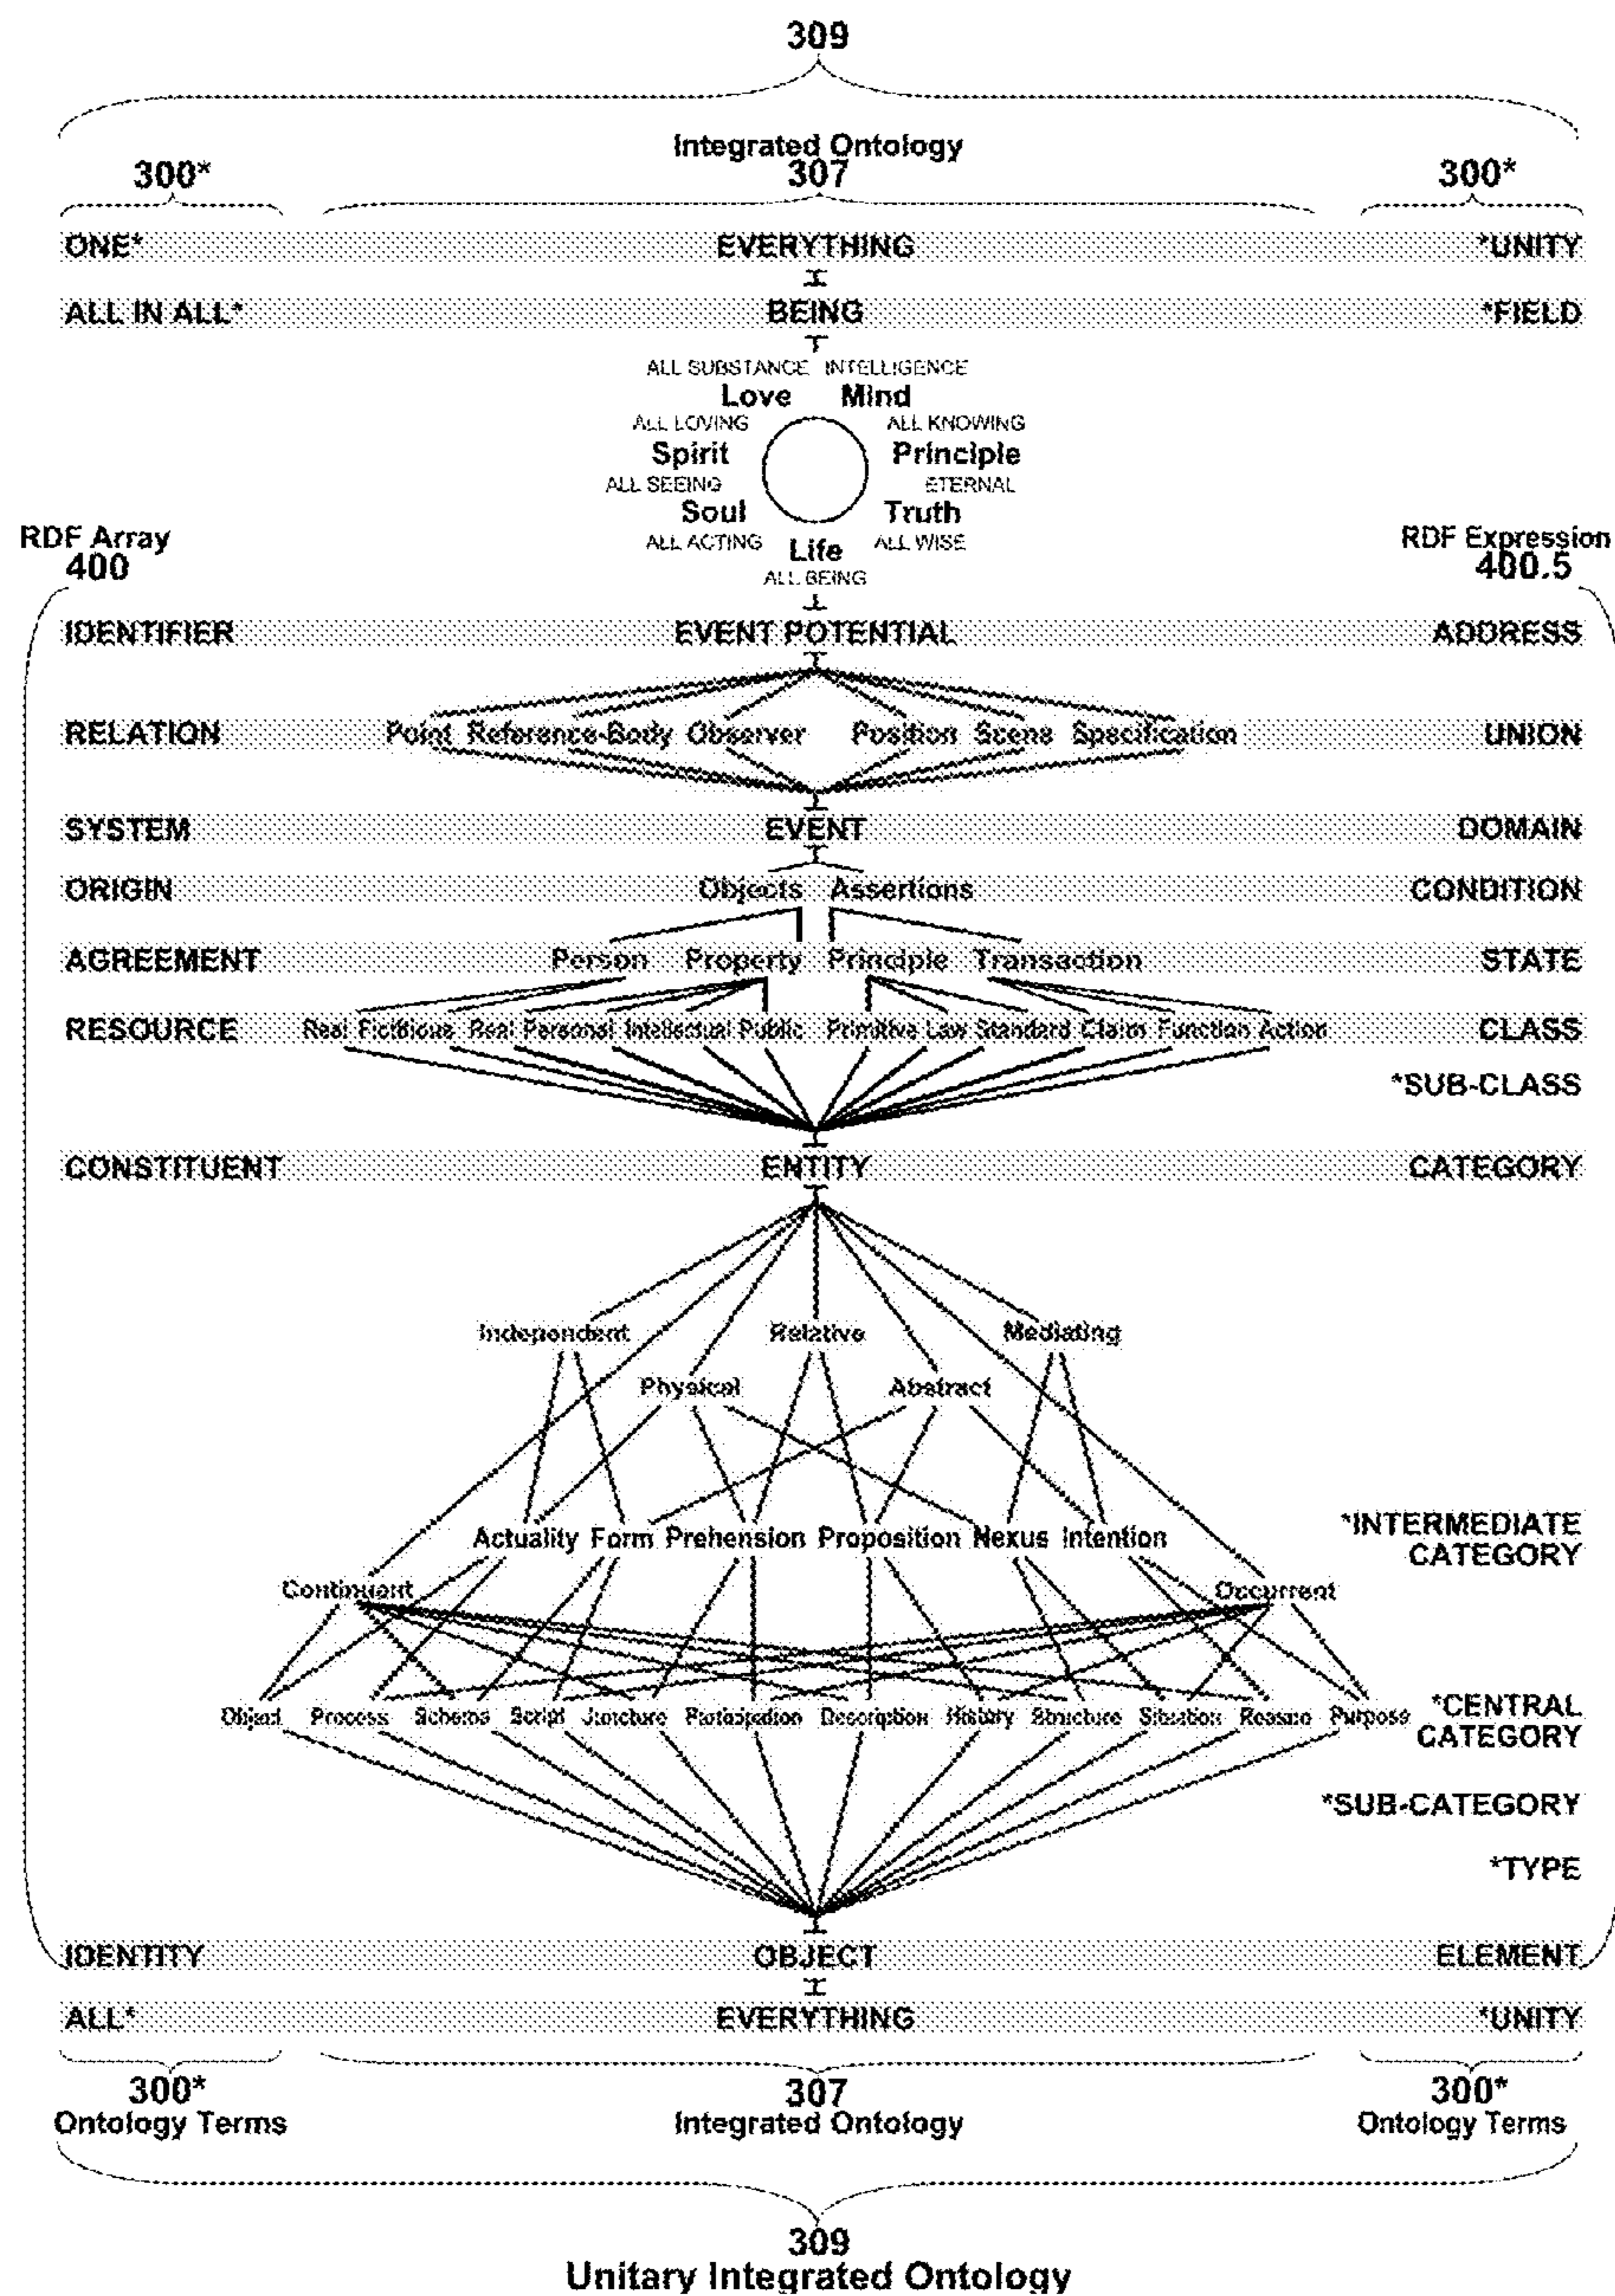 309
Integrated Ontology
300* 307 300*
ONE* EVERYTHING *UNITY
ALL IN ALL* BEING *FIELD
ALL SUBSTANCE INTELLIGENCE
Love Mind
ALL LOVING ALL KNOWING
Spirit Principle
ALL SEEING ETERNAL
Soul Truth
RDF Array RDF Expression
ALL ACTING Life ALL WISE
400 400.5
ALL BEING
IDENTIFIER EVENT POTENTIAL ADDRESS
RELATION Point Reference-Body Observer Position Scene Specification UNION
SYSTEM EVENT DOMAIN
ORIGIN Objects Assertions CONDITION
AGREEMENT Person Property Principle Transaction STATE
RESOURCE Real Ficitious Real Personal Intellectual Public Primitive Law Standard Claim Function Action CLASS
*SUB-CLASS
CONSTITUENT ENTITY CATEGORY
Independent Relative Mediating
Physical Abstract
Actuality Form Prehension Proposition Nexus Intention
*INTERMEDIATE
CATEGORY
Continuant Occurrent
Object Process Schema Script Juncture Participation Description History Structure Situation Reason Purpose
*CENTRAL
CATEGORY
*SUB-CATEGORY
*TYPE
IDENTITY OBJECT ELEMENT
ALL* EVERYTHING *UNITY
300* 307 300*
Ontology Terms Integrated Ontology Ontology Terms
309
Unitary Integrated Ontology